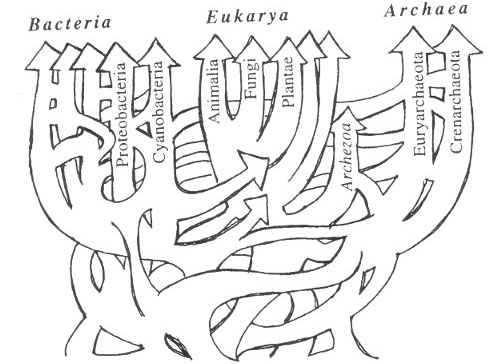 Bacteria
Eukarya
Archaea
Proteobacteria
Cyanobacteria
Animalia
Fungi
Plantae
Archezoa
Euryarchaeota
Crenarchaeota